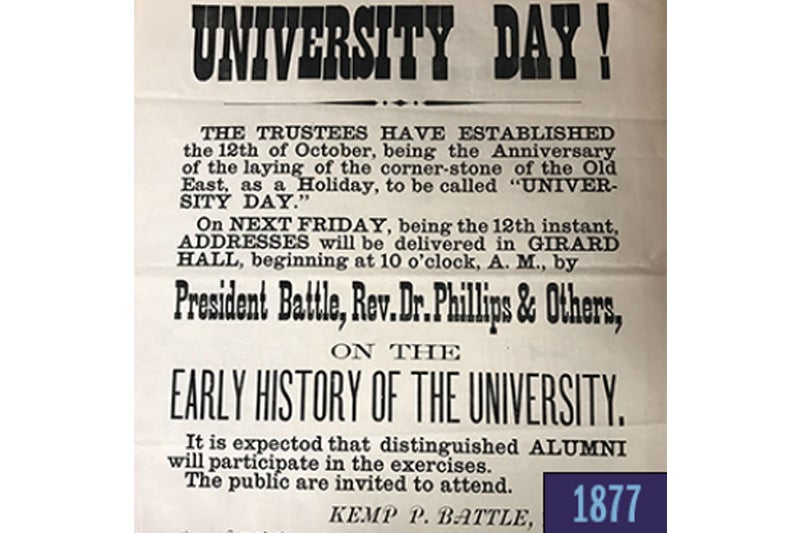 UNIVERSITY DAY!
THE TRUSTEES HAVE ESTABLISHED
the 12th of October, being the Anniversary
of the laying of the corner-stone of the Old
East, as a Holiday, to be called "UNIVER-
SITY DAY."
On NEXT FRIDAY, being the 12th instant,
ADDRESSES will be delivered in GIRARD
HALL, beginning at 10 o'clock, A. M., by
President Battle, Rev. Dr. Phillips & Others,
ON THE
EARLY HISTORY OF THE UNIVERSITY.
It is expectod that distinguished ALUMNI
will participate in the exercises.
The public are invited to attend.
KEMP P. BATTLE,
1877